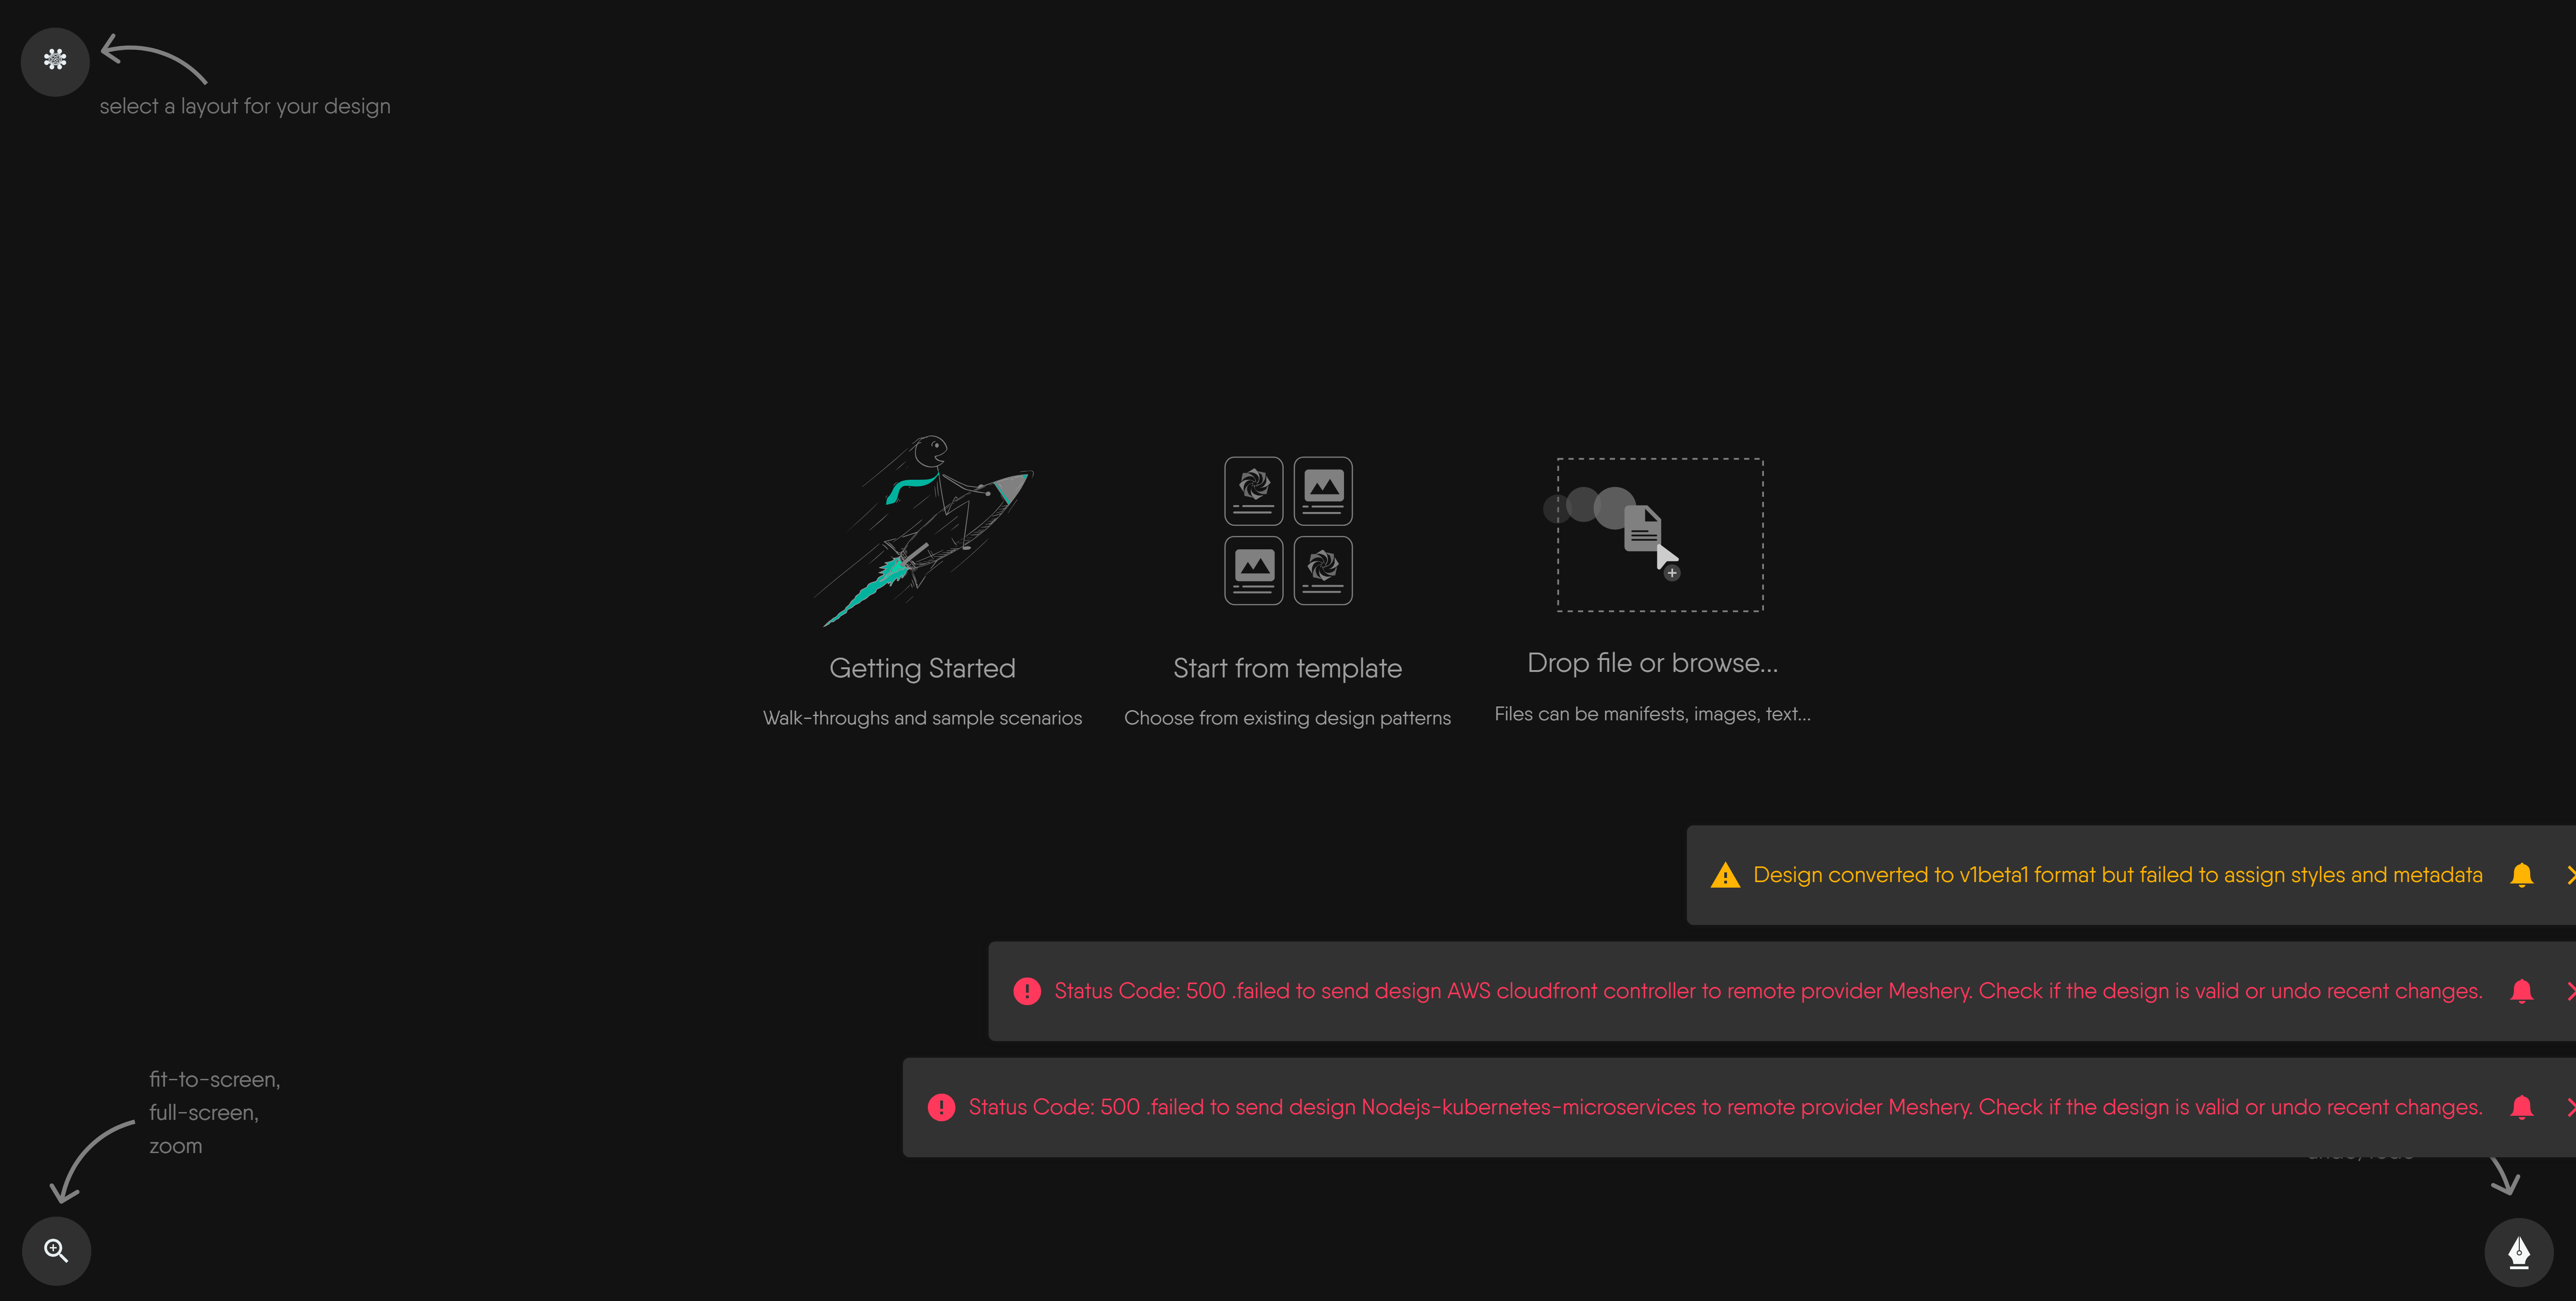 select a layout for your design
Getting Started
Walk-throughs and sample scenarios
Start from template
Choose from existing design patterns
Drop file or browse...
Files can be manifests, images, text...
Design converted to v1beta1 format but failed to assign styles and metadata
Status Code: 500 .failed to send design AWS cloudfront controller to remote provider Meshery. Check if the design is valid or undo recent changes.
Status Code: 500 .failed to send design Nodejs-kubernetes-microservices to remote provider Meshery. Check if the design is valid or undo recent changes.
fit-to-screen,
full-screen,
zoom